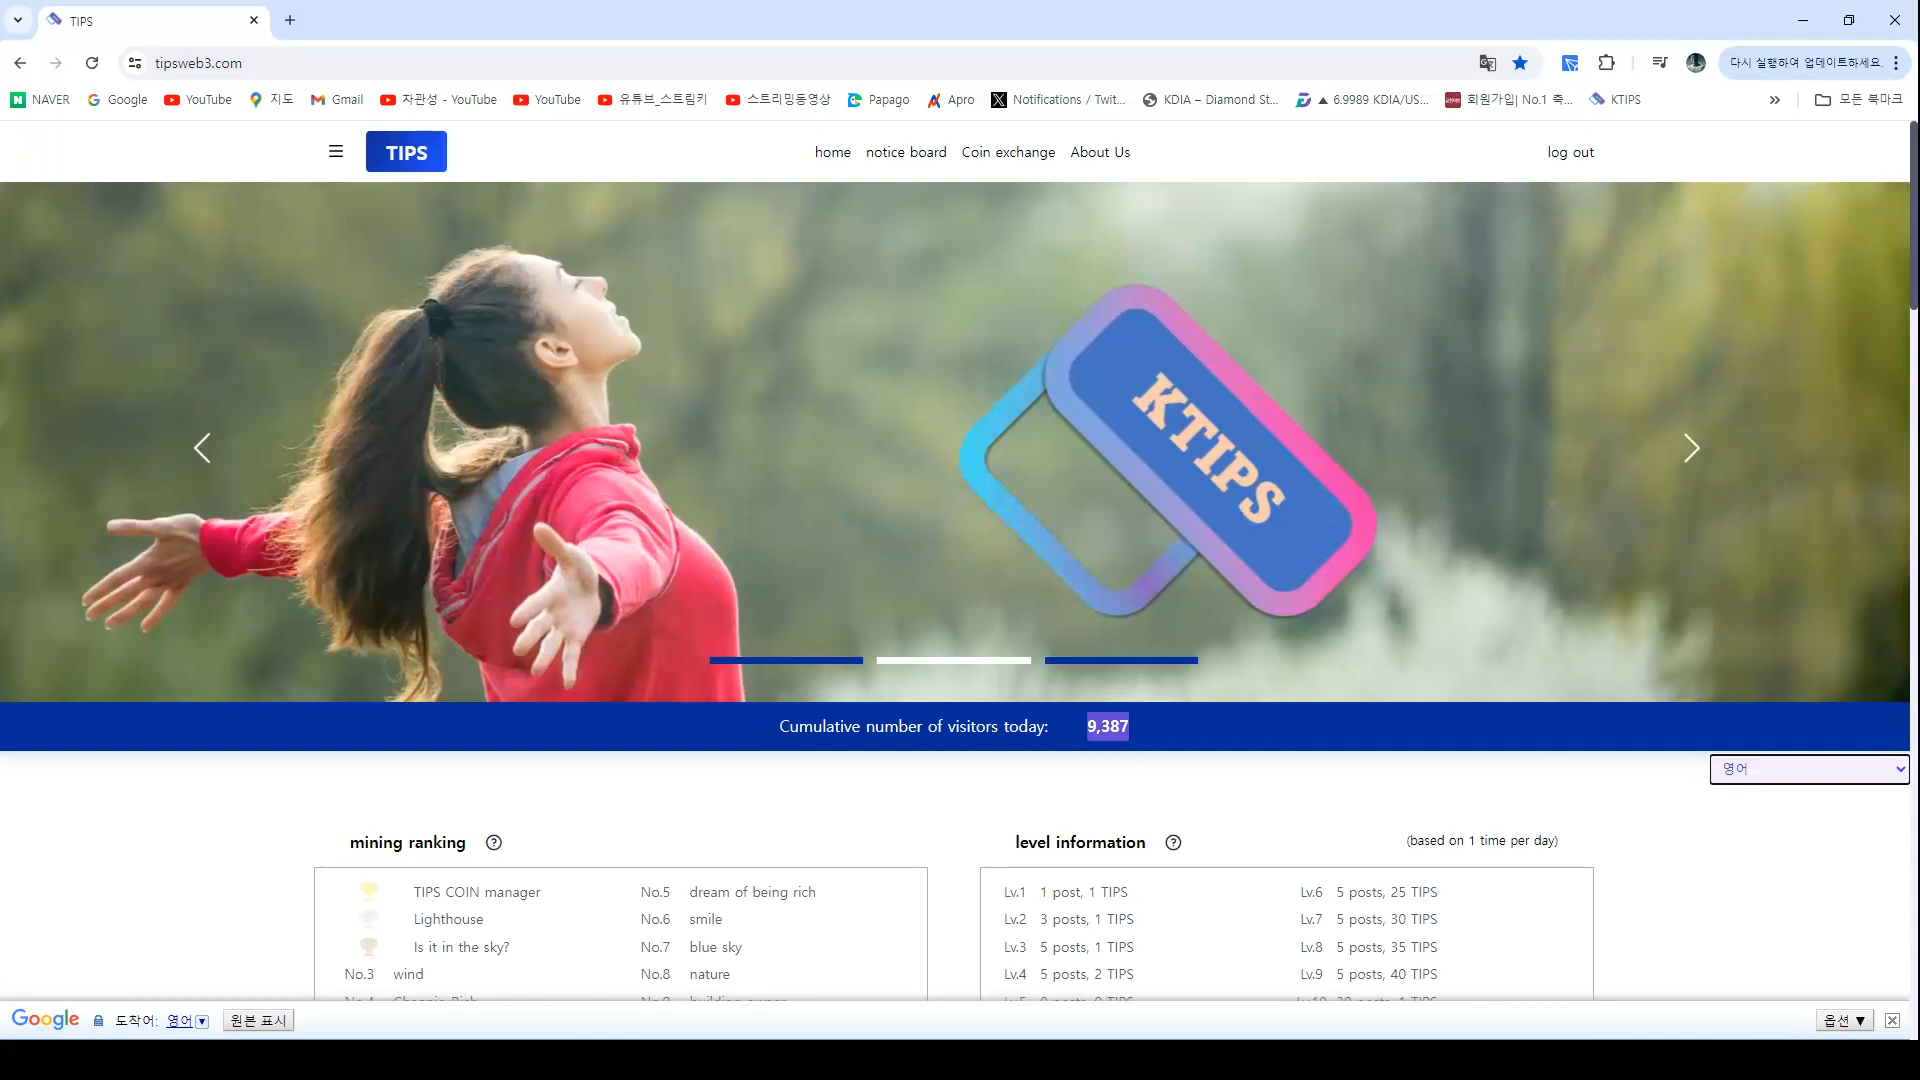 TIPS
tipsweb3.com
다시 실행하여 업데이트하세요.
NAVER Google YouTube 지도 Gmail 차관성 - YouTube YouTube 유튜브_스트림키 스트리밍동영상 Papago Apro Notifications / Twit... KDIA – Diamond St... ▲ 6.9989 KDIA/US... 회원가입| No.1 축... KTIPS » 모든 북마크
TIPS home notice board Coin exchange About Us log out
KTIPS
Cumulative number of visitors today: 9,387
영어
mining ranking
level information (based on 1 time per day)
TIPS COIN manager No.5 dream of being rich
Lighthouse No.6 smile
Is it in the sky? No.7 blue sky
No.3 wind No.8 nature
Lv.1 1 post, 1 TIPS Lv.6 5 posts, 25 TIPS
Lv.2 3 posts, 1 TIPS Lv.7 5 posts, 30 TIPS
Lv.3 5 posts, 1 TIPS Lv.8 5 posts, 35 TIPS
Lv.4 5 posts, 2 TIPS Lv.9 5 posts, 40 TIPS
Google 도착어: 영어 ▼ 원본 표시 옵션 ▼